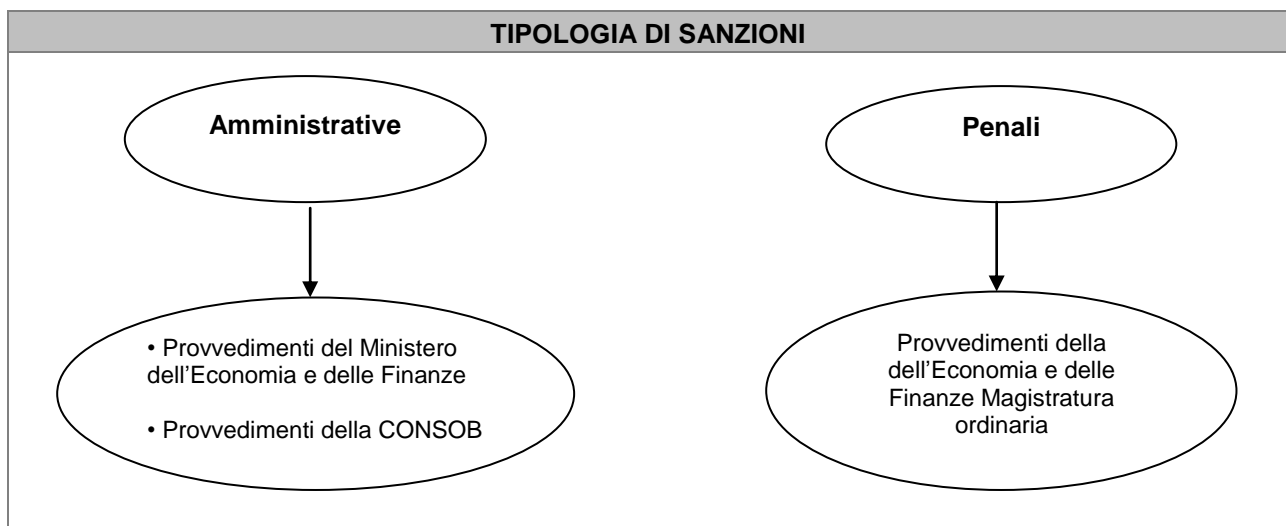 TIPOLOGIA DI SANZIONI
Amministrative
• Provvedimenti del Ministero
dell’Economia e delle Finanze
• Provvedimenti della CONSOB
Penali
Provvedimenti della
dell’Economia e delle
Finanze Magistratura
ordinaria